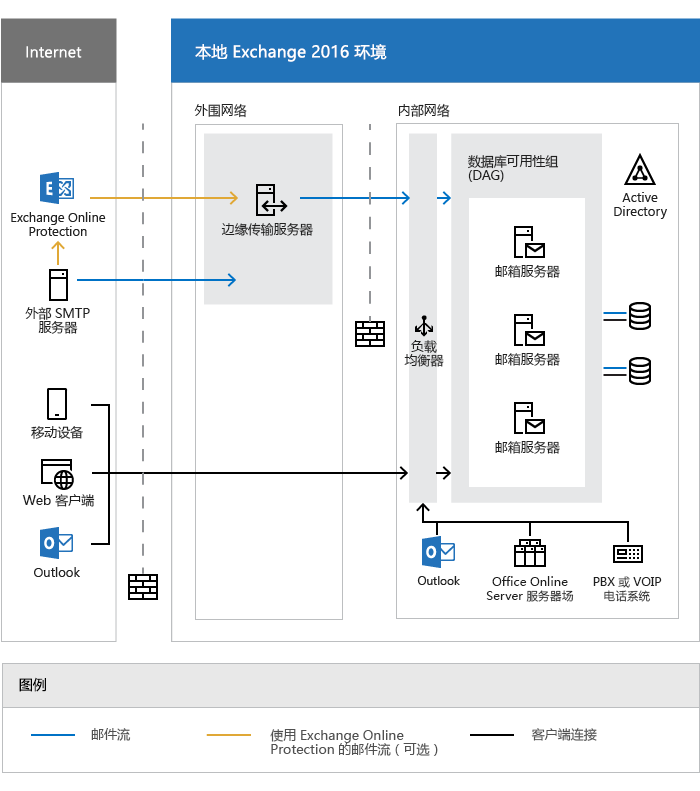 Internet
本地 Exchange 2016 环境
外围网络
内部网络
Exchange Online
Protection
外部 SMTP
服务器
移动设备
Web 客户端
Outlook
边缘传输服务器
负载
均衡器
数据库可用性组
(DAG)
邮箱服务器
邮箱服务器
邮箱服务器
Active
Directory
Outlook
Office Online
Server 服务器场
PBX 或 VOIP
电话系统
图例
邮件流
使用 Exchange Online
Protection 的邮件流（可选）
客户端连接